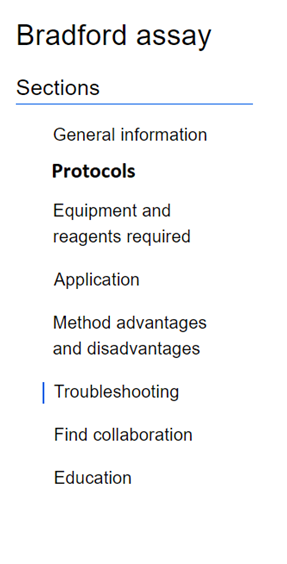 Bradford assay
Sections
General information
Protocols
Equipment and
reagents required
Application
Method advantages
and disadvantages
Troubleshooting
Find collaboration
Education